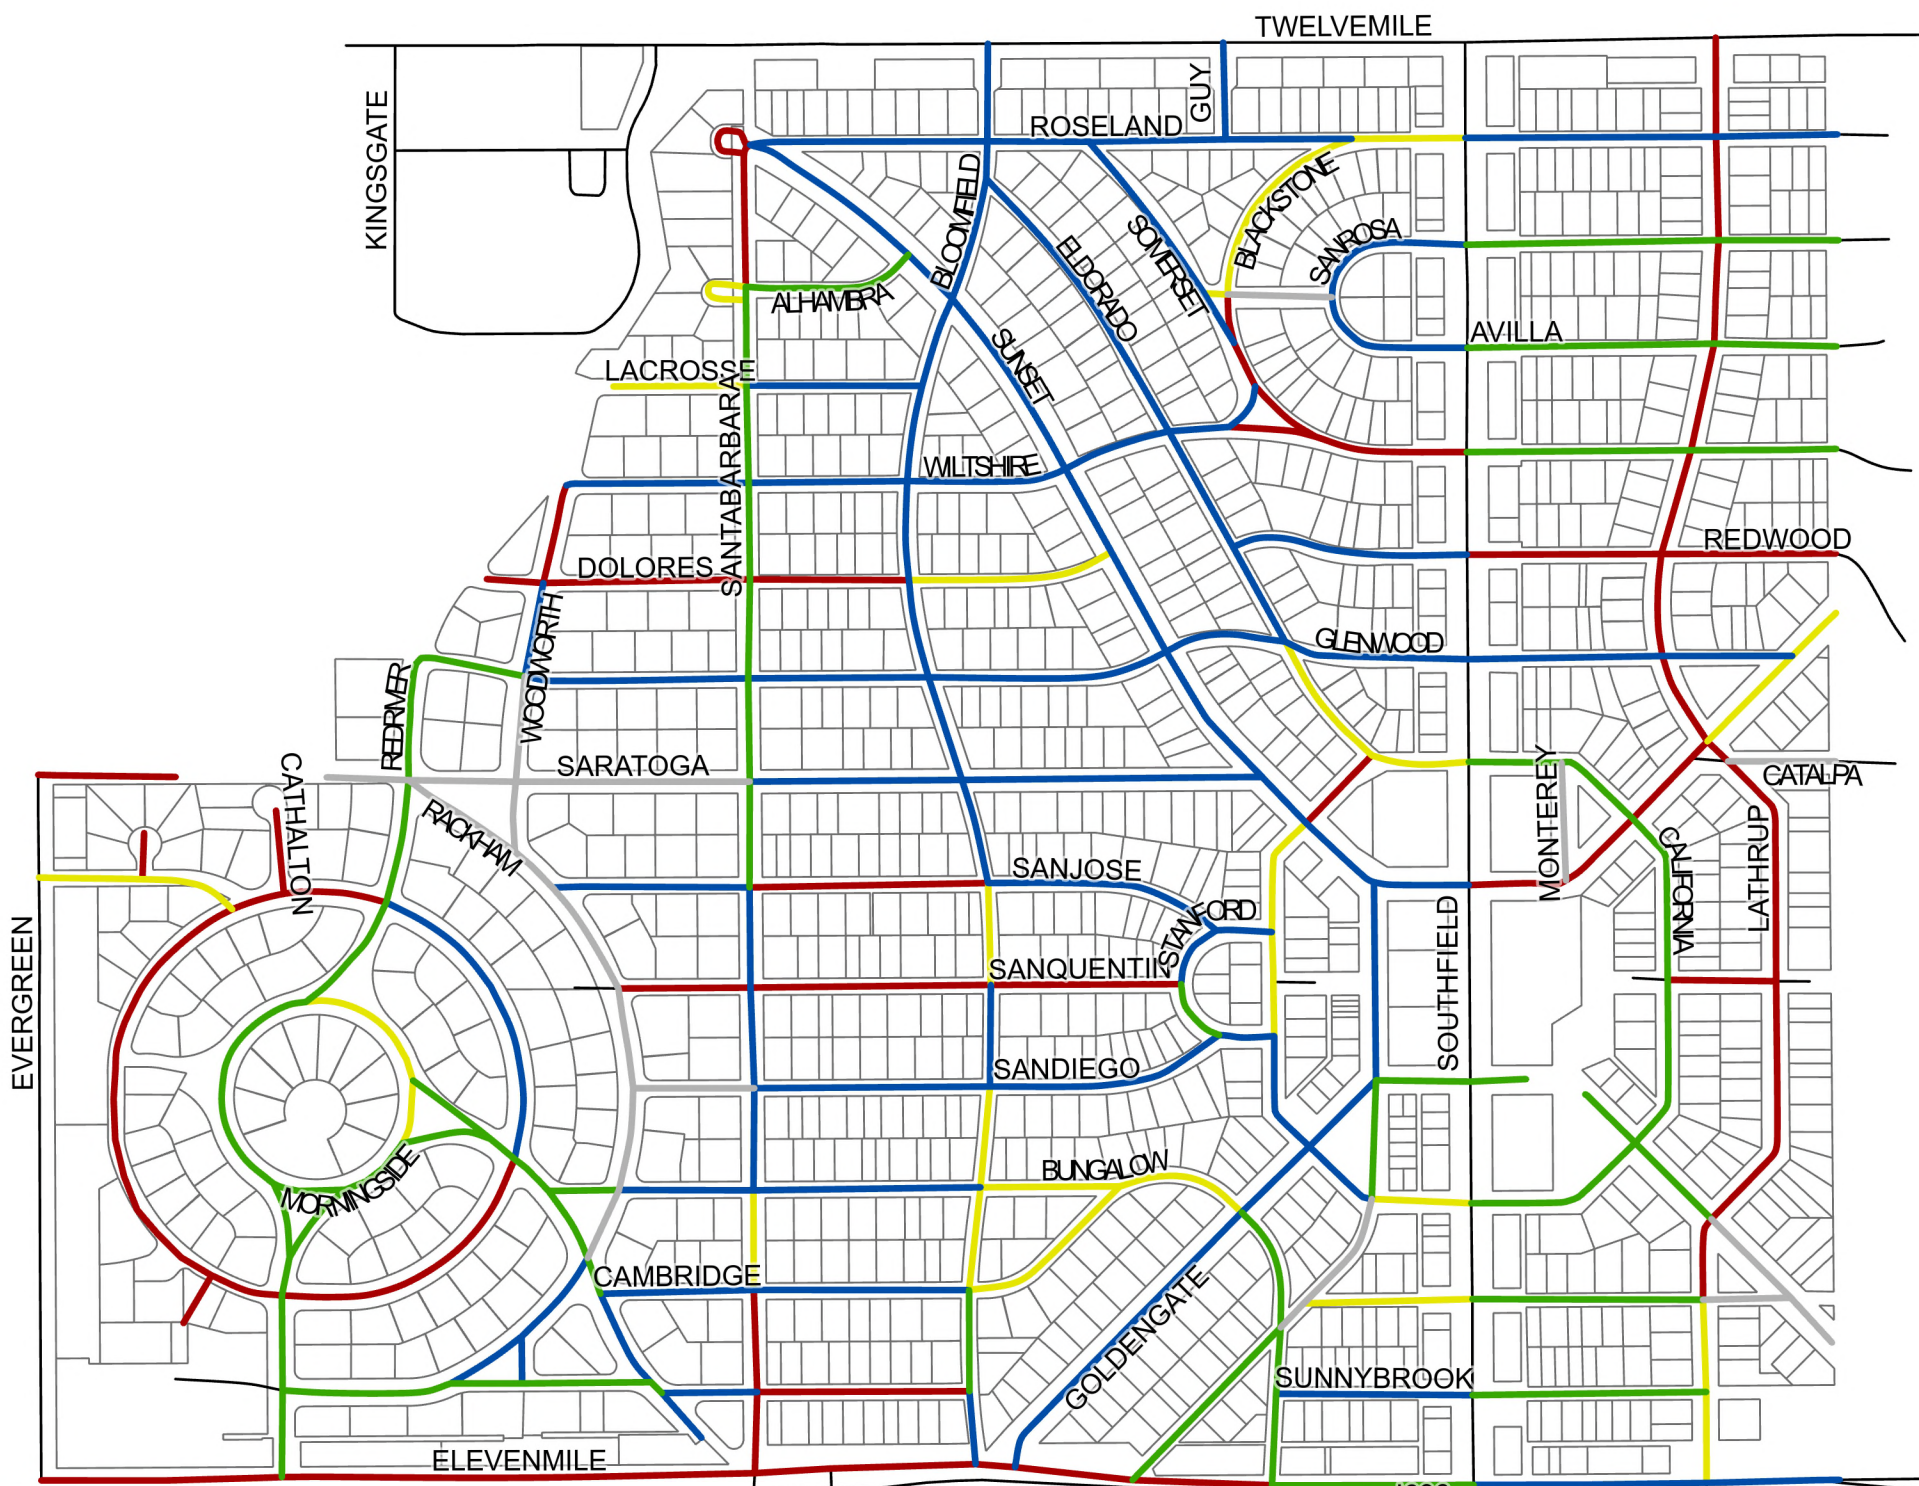 TWELVEMILE
KINGSGATE
GUY
ROSELAND
BLOOMFIELD
BLACKSTONE
SANROSA
SOMERSET
ELDORADO
ALHAMBRA
AVILLA
SUNSET
LACROSSE
SANTABARBARA
WILTSHIRE
REDWOOD
DOLORES
WOODWORTH
GLENWOOD
REDRIVER
SARATOGA
CATALPA
MONTEREY
CATHALTON
RACKHAM
CALIFORNIA
LATHRUP
SANJOSE
STANFORD
SOUTHFIELD
EVERGREEN
SANQUENTIN
SANDIEGO
BUNGALOW
MORNINGSIDE
CAMBRIDGE
GOLDENGATE
SUNNYBROOK
ELEVENMILE